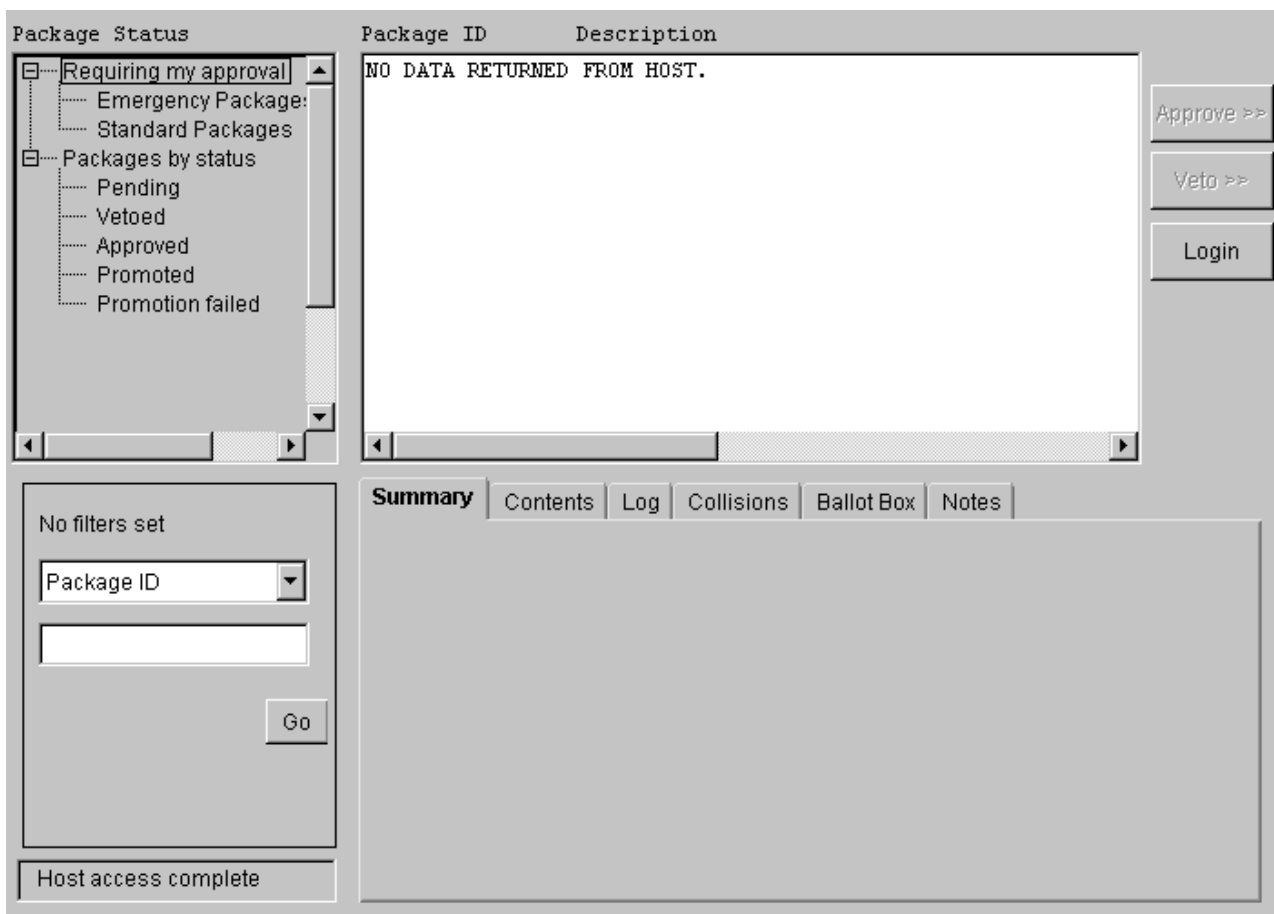 Package Status
Requiring my approval
Emergency Packages
Standard Packages
Packages by status
Pending
Vetoed
Approved
Promoted
Promotion failed
Package ID Description
NO DATA RETURNED FROM HOST.
Approve >>
Veto >>
Login
No filters set
Package ID
Go
Host access complete
Summary Contents Log Collisions Ballot Box Notes